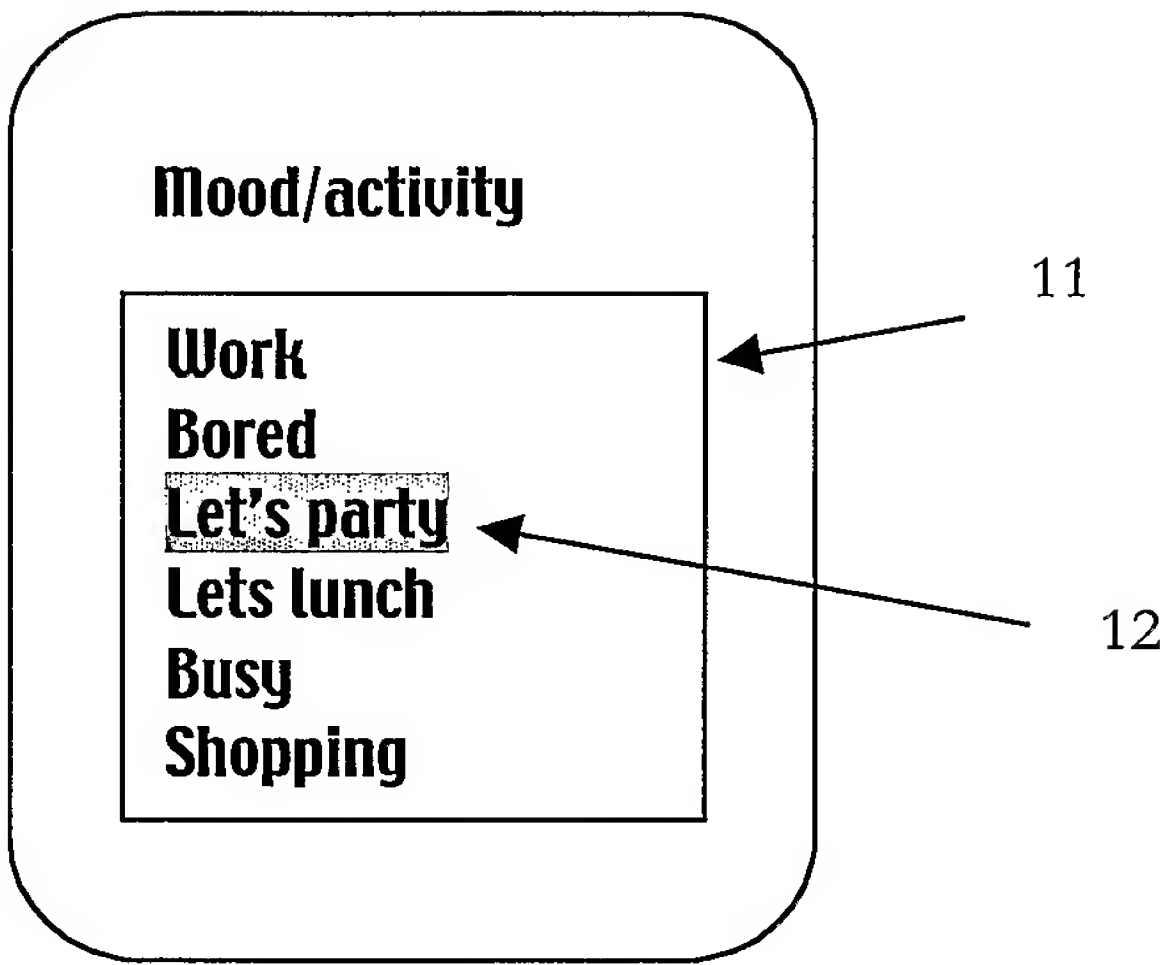 Mood/activity
11
Work
Bored
Let's party
Lets lunch
12
Busy
Shopping